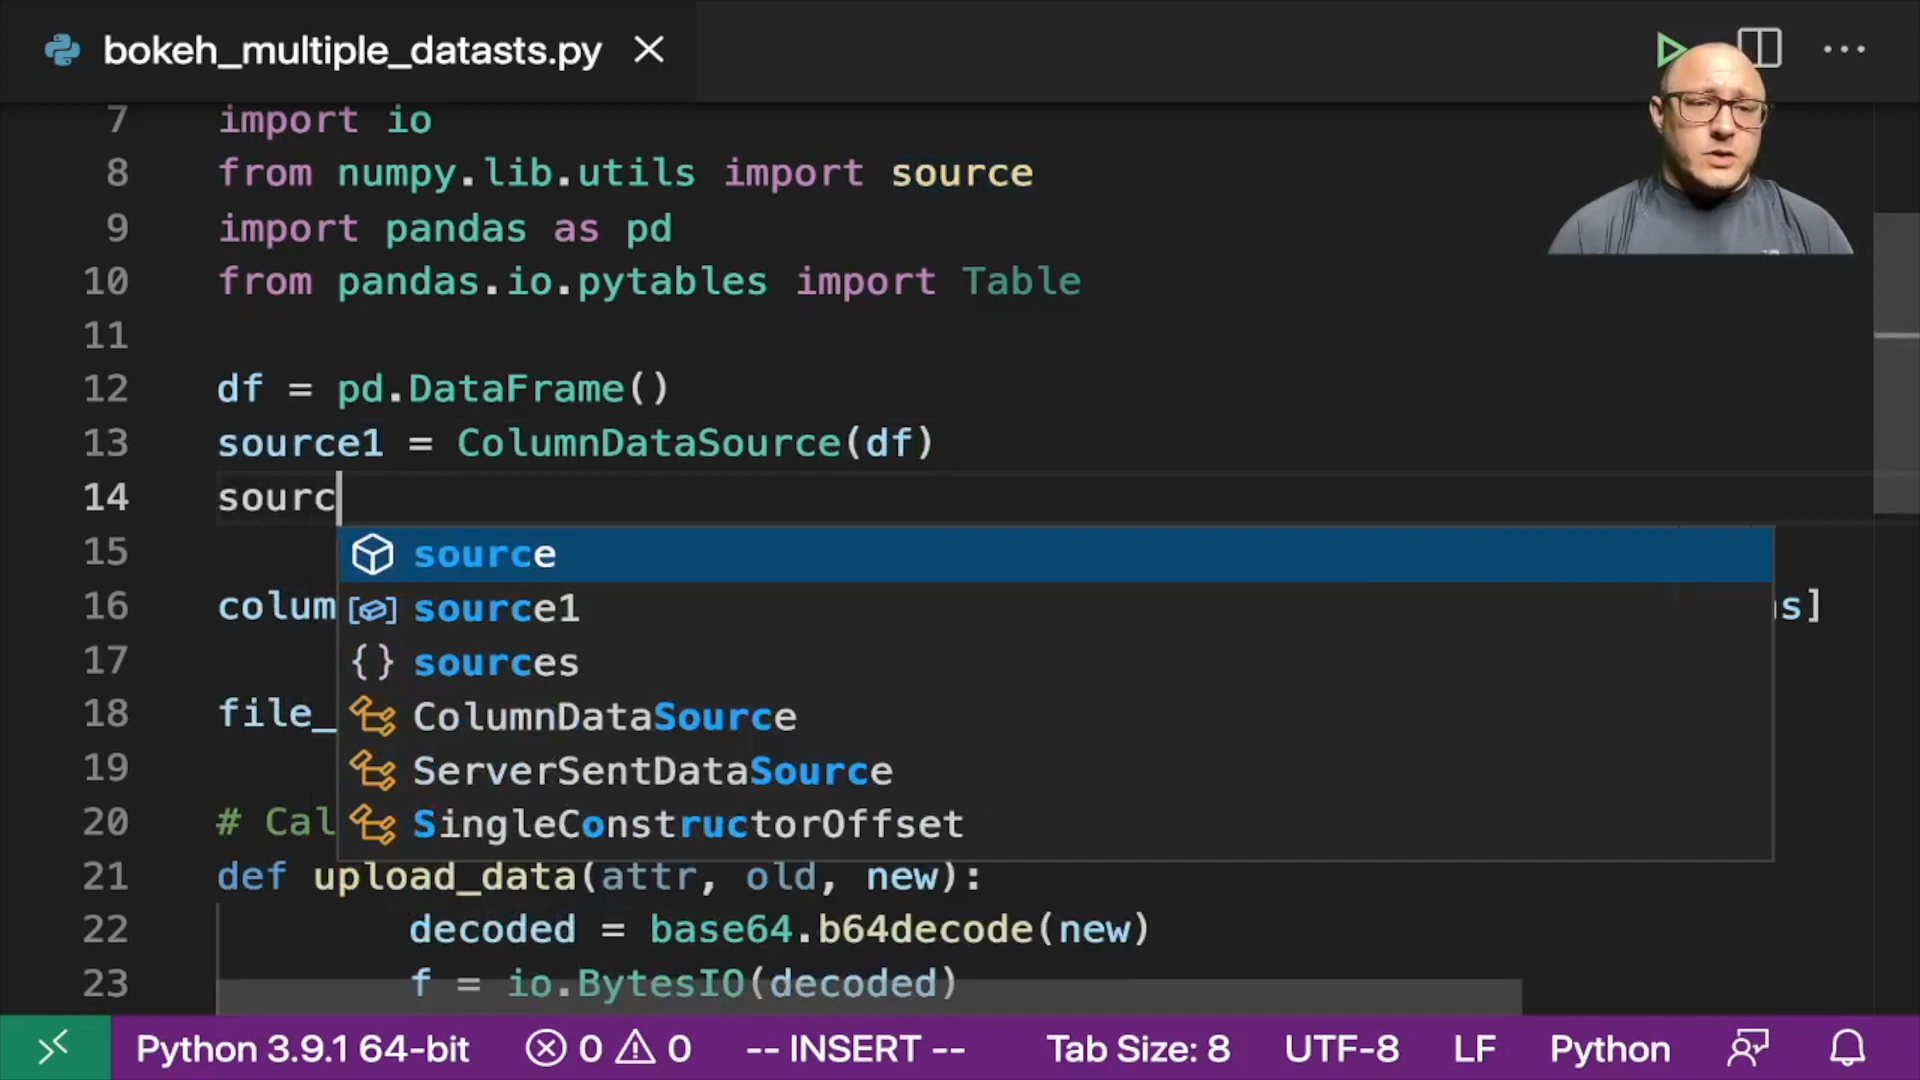 bokeh_multiple_datasts.py
7 import io
8 from numpy.lib.utils import source
9 import pandas as pd
10 from pandas.io.pytables import Table
11
12 df = pd.DataFrame()
13 source1 = ColumnDataSource(df)
14 sourc
source
source1
sources
ColumnDataSource
ServerSentDataSource
SingleConstructorOffset
15
16 colum s]
17
18 file_
19
20 # Cal
21 def upload_data(attr, old, new):
22 decoded = base64.b64decode(new)
23 f = io.BytesIO(decoded)
Python 3.9.1 64-bit 0 0 -- INSERT -- Tab Size: 8 UTF-8 LF Python